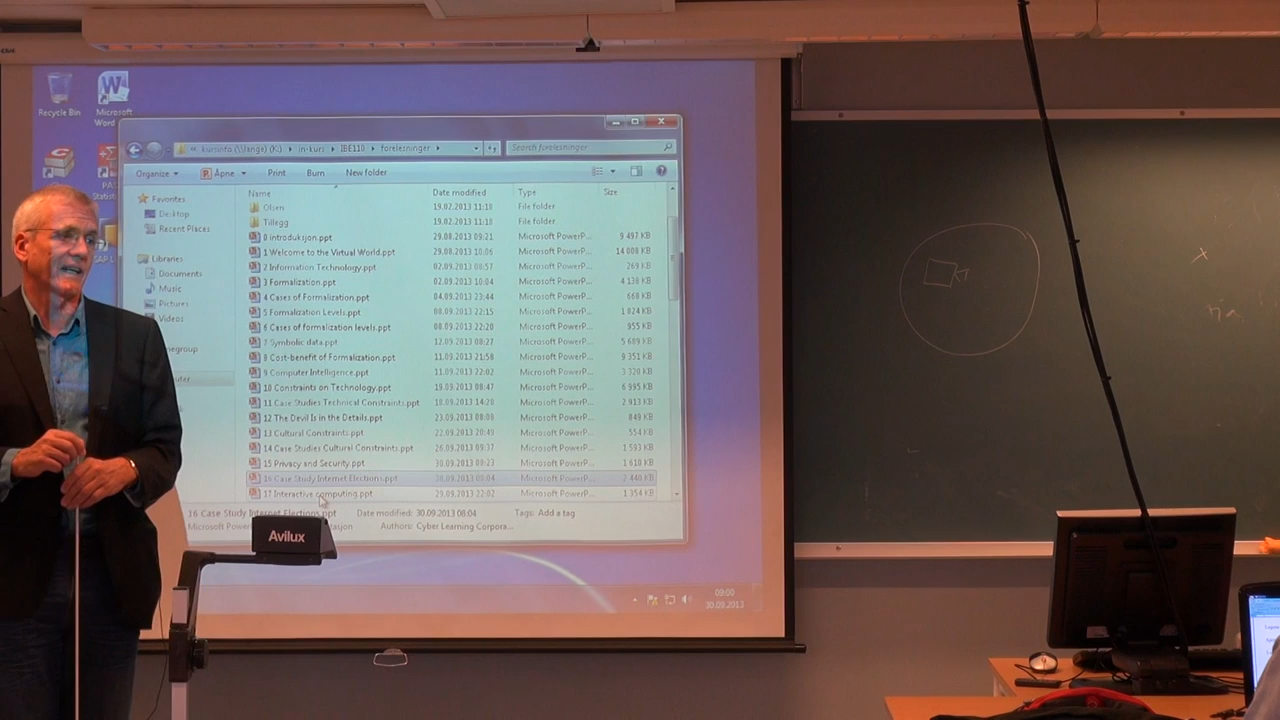 Recycle Bin
Microsoft
Word
kursinfo (\\lange) (K:) ▸ in-kurs ▸ IBE110 ▸ forelesninger ▸
Search forelesninger
Organize Åpne Print Burn New folder
Name Date modified Type Size
Favorites
Desktop
Recent Places
Libraries
Documents
Music
Pictures
Videos
Olsen 19.02.2013 11:18 File folder
Tillegg 19.02.2013 11:18 File folder
0 introduksjon.ppt 29.08.2013 09:21 Microsoft PowerP... 9 497 KB
1 Welcome to the Virtual World.ppt 29.08.2013 10:06 Microsoft PowerP... 14 008 KB
2 Information Technology.ppt 02.09.2013 08:57 Microsoft PowerP... 269 KB
3 Formalization.ppt 02.09.2013 10:04 Microsoft PowerP... 4 138 KB
4 Cases of Formalization.ppt 04.09.2013 23:44 Microsoft PowerP... 668 KB
5 Formalization Levels.ppt 08.09.2013 22:15 Microsoft PowerP... 1 824 KB
6 Cases of formalization levels.ppt 08.09.2013 22:20 Microsoft PowerP... 955 KB
7 Symbolic data.ppt 12.09.2013 08:27 Microsoft PowerP... 5 689 KB
8 Cost-benefit of Formalization.ppt 11.09.2013 21:58 Microsoft PowerP... 9 351 KB
9 Computer Intelligence.ppt 11.09.2013 22:02 Microsoft PowerP... 3 320 KB
10 Constraints on Technology.ppt 19.09.2013 08:47 Microsoft PowerP... 6 995 KB
11 Case Studies Technical Constraints.ppt 18.09.2013 14:20 Microsoft PowerP... 2 913 KB
12 The Devil Is in the Details.ppt 23.09.2013 08:08 Microsoft PowerP... 849 KB
13 Cultural Constraints.ppt 22.09.2013 20:49 Microsoft PowerP... 554 KB
14 Case Studies Cultural Constraints.ppt 26.09.2013 09:37 Microsoft PowerP... 1 593 KB
15 Privacy and Security.ppt 30.09.2013 08:23 Microsoft PowerP... 1 618 KB
16 Case Study Internet Elections.ppt 30.09.2013 08:04 Microsoft PowerP... 2 440 KB
17 Interactive computing.ppt 29.09.2013 22:02 Microsoft PowerP... 1 354 KB
16 Case Study Internet Elections.ppt Date modified: 30.09.2013 08:04 Tags: Add a tag
Authors: Cyber Learning Corpora...
Avilux
09:00
30.09.2013